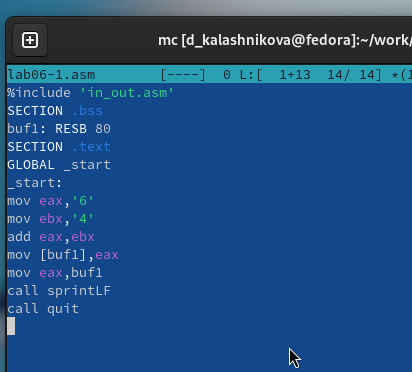 mc [d_kalashnikova@fedora]:~/work/
lab06-1.asm [----] 0 L:[ 1+13 14/ 14] *(1
%include 'in_out.asm'
SECTION .bss
buf1: RESB 80
SECTION .text
GLOBAL _start
_start:
mov eax,'6'
mov ebx,'4'
add eax,ebx
mov [buf1],eax
mov eax,buf1
call sprintLF
call quit